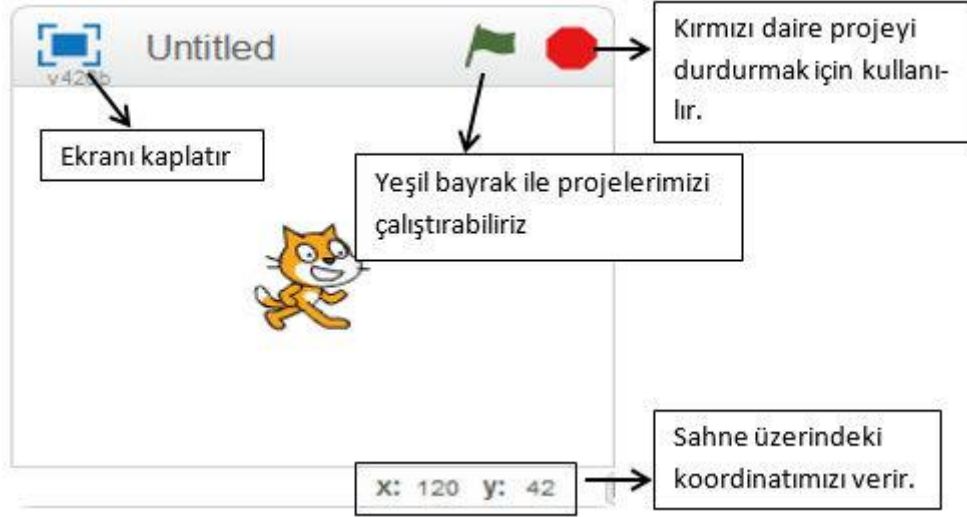 Untitled
v428b
Kırmızı daire projeyi
durdurmak için kullanı-
lır.
Ekranı kaplatır
Yeşil bayrak ile projelerimizi
çalıştırabiliriz
Sahne üzerindeki
koordinatımızı verir.
x: 120 y: 42